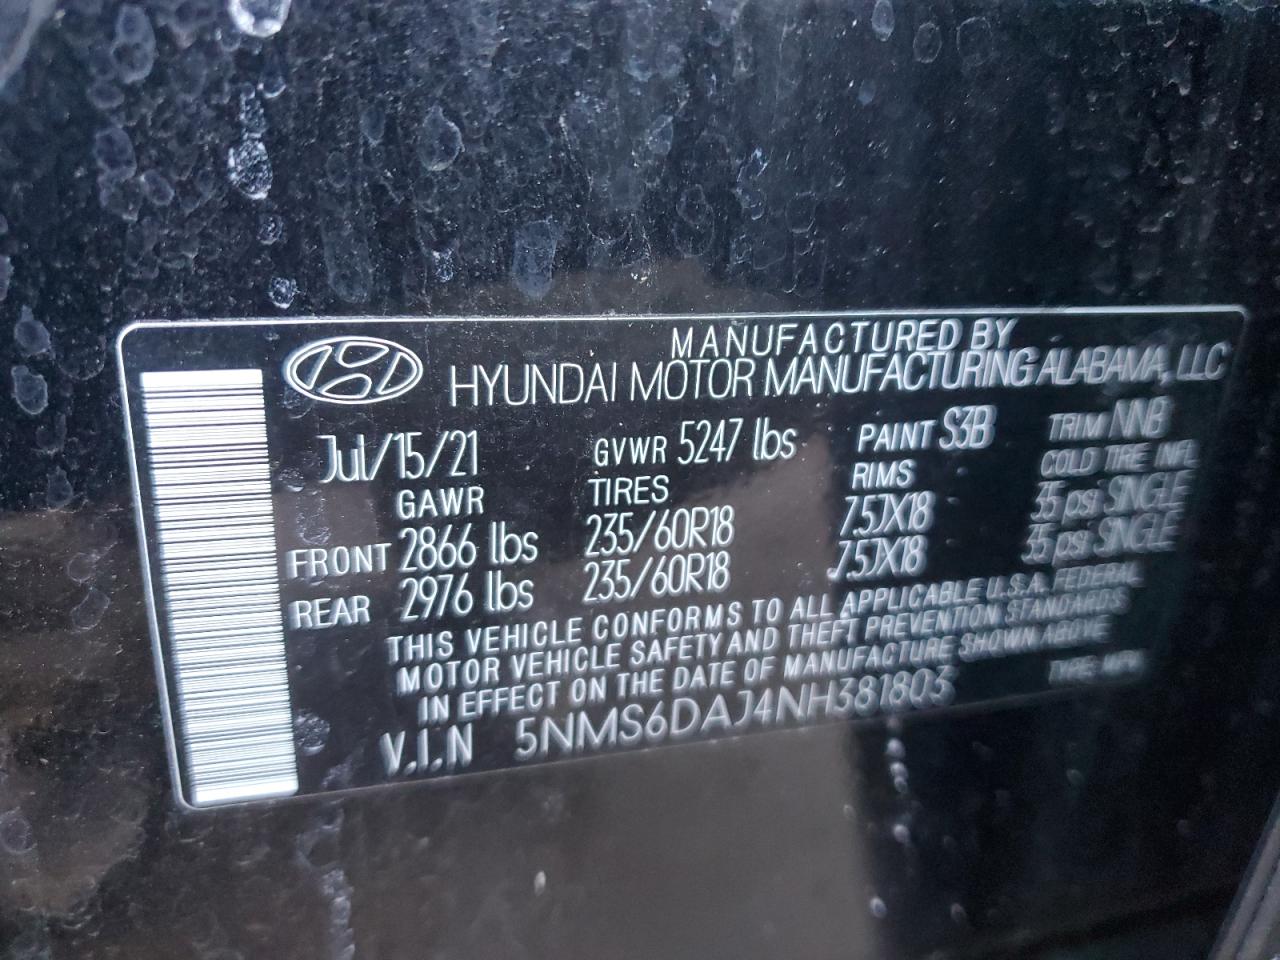 MANUFACTURED BY
HYUNDAI MOTOR MANUFACTURING ALABAMA, LLC
Jul/15/21 GVWR 5247 lbs PAINT S3B TRIM NNB
GAWR TIRES RIMS COLD TIRE INFL
FRONT 2866 lbs 235/60R18 7.5JX18 35 psi SINGLE
REAR 2976 lbs 235/60R18 7.5JX18 35 psi SINGLE
THIS VEHICLE CONFORMS TO ALL APPLICABLE U.S.A. FEDERAL
MOTOR VEHICLE SAFETY AND THEFT PREVENTION STANDARDS
IN EFFECT ON THE DATE OF MANUFACTURE SHOWN ABOVE
V.I.N 5NMS6DAJ4NH381803 TYPE: MPV